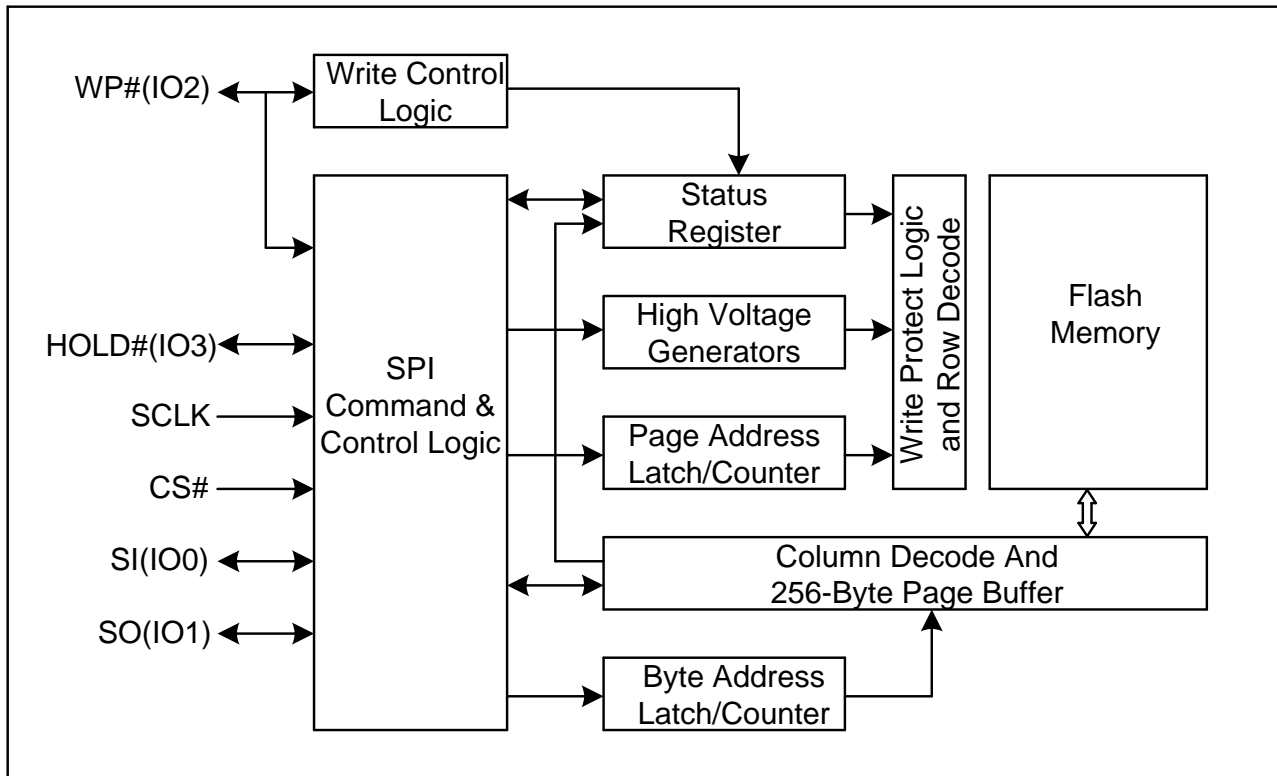 WP#(IO2)
Write Control
Logic
HOLD#(IO3)
SCLK
CS#
SI(IO0)
SO(IO1)
SPI
Command &
Control Logic
Status
Register
High Voltage
Generators
Page Address
Latch/Counter
Write Protect Logic
and Row Decode
Flash
Memory
Column Decode And
256-Byte Page Buffer
Byte Address
Latch/Counter